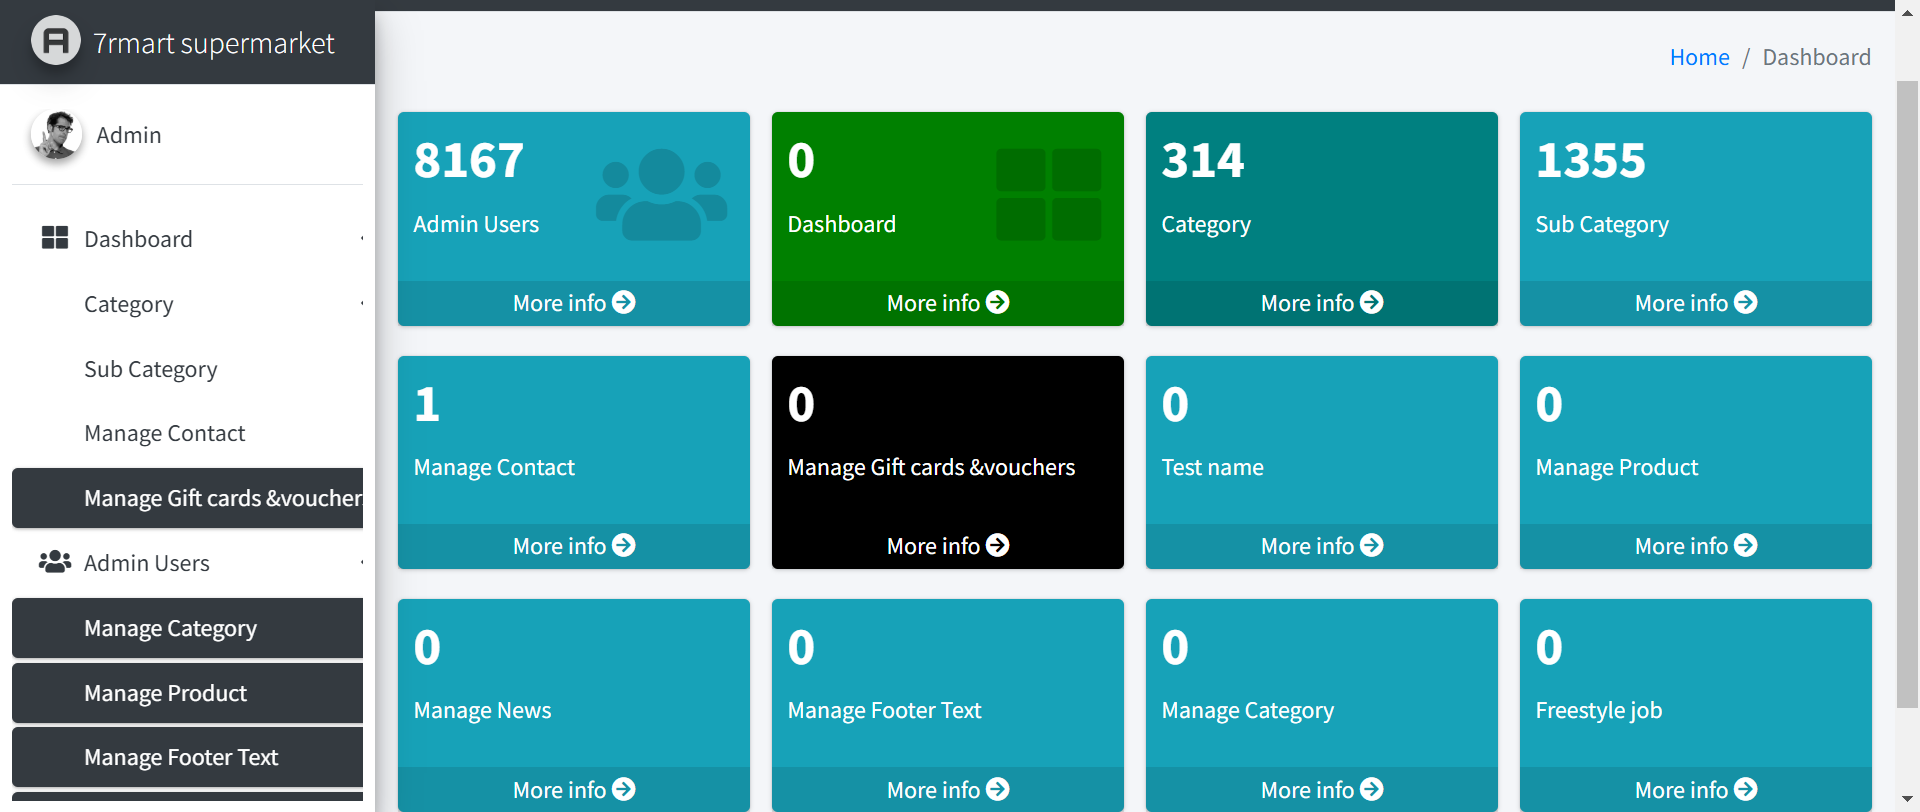 7rmart supermarket
Admin
Dashboard
Category
Sub Category
Manage Contact
Manage Gift cards &voucher
Admin Users
Manage Category
Manage Product
Manage Footer Text
Home / Dashboard
8167
Admin Users
More info
0
Dashboard
More info
314
Category
More info
1355
Sub Category
More info
1
Manage Contact
More info
0
Manage Gift cards &vouchers
More info
0
Test name
More info
0
Manage Product
More info
0
Manage News
More info
0
Manage Footer Text
More info
0
Manage Category
More info
0
Freestyle job
More info